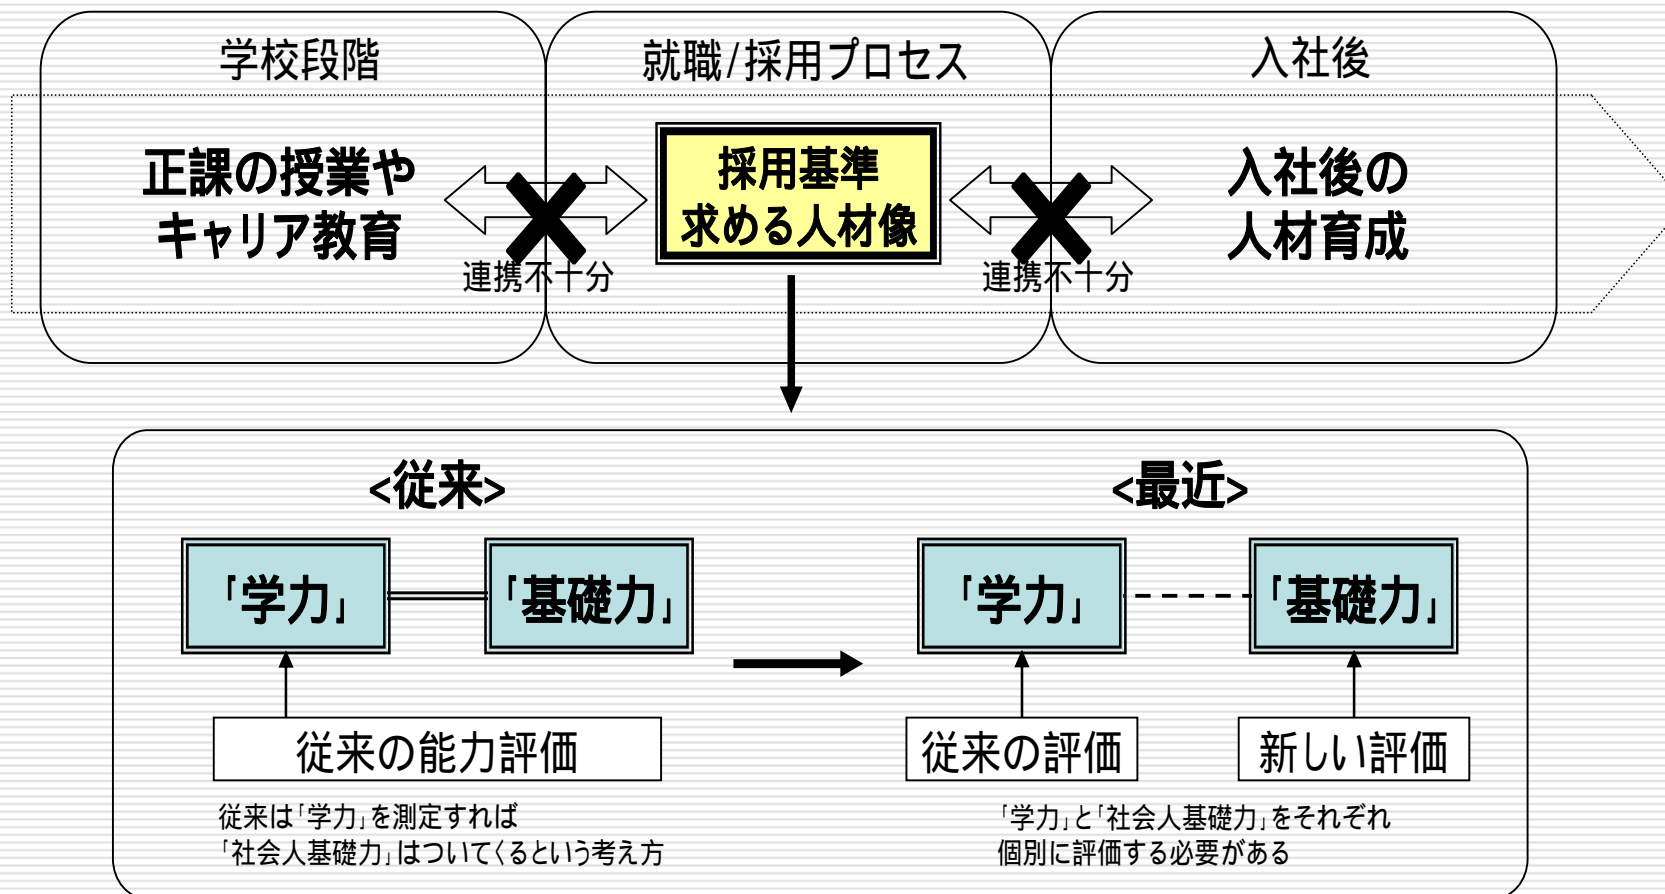 学校段階
就職/採用プロセス
入社後
正課の授業や
キャリア教育
採用基準
求める人材像
入社後の
人材育成
連携不十分
連携不十分
<従来>
<最近>
「学力」
「基礎力」
「学力」
「基礎力」
従来の能力評価
従来の評価
新しい評価
従来は「学力」を測定すれば
「社会人基礎力」はついてくるという考え方
「学力」と「社会人基礎力」をそれぞれ
個別に評価する必要がある